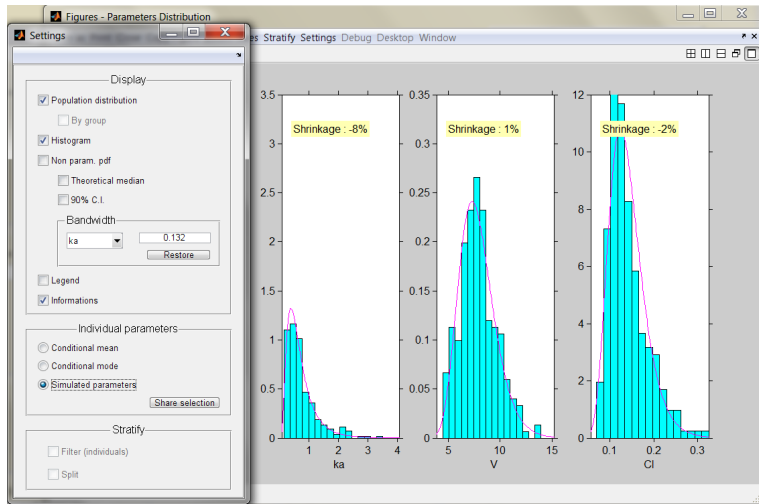 Figures - Parameters Distribution
Settings
Stratify Settings Debug Desktop Window
Display
Population distribution
By group
Histogram
Non param. pdf
Theoretical median
90% C.I.
Bandwidth
ka
0.132
Restore
Legend
Informations
Individual parameters
Conditional mean
Conditional mode
Simulated parameters
Share selection
Stratify
Filter (individuals)
Split
Shrinkage : -8%
3.5
3
2.5
2
1.5
1
0.5
0
1 2 3 4
ka
Shrinkage : 1%
0.35
0.3
0.25
0.2
0.15
0.1
0.05
0
5 10 15
V
Shrinkage : -2%
12
10
8
6
4
2
0
0.1 0.2 0.3
Cl